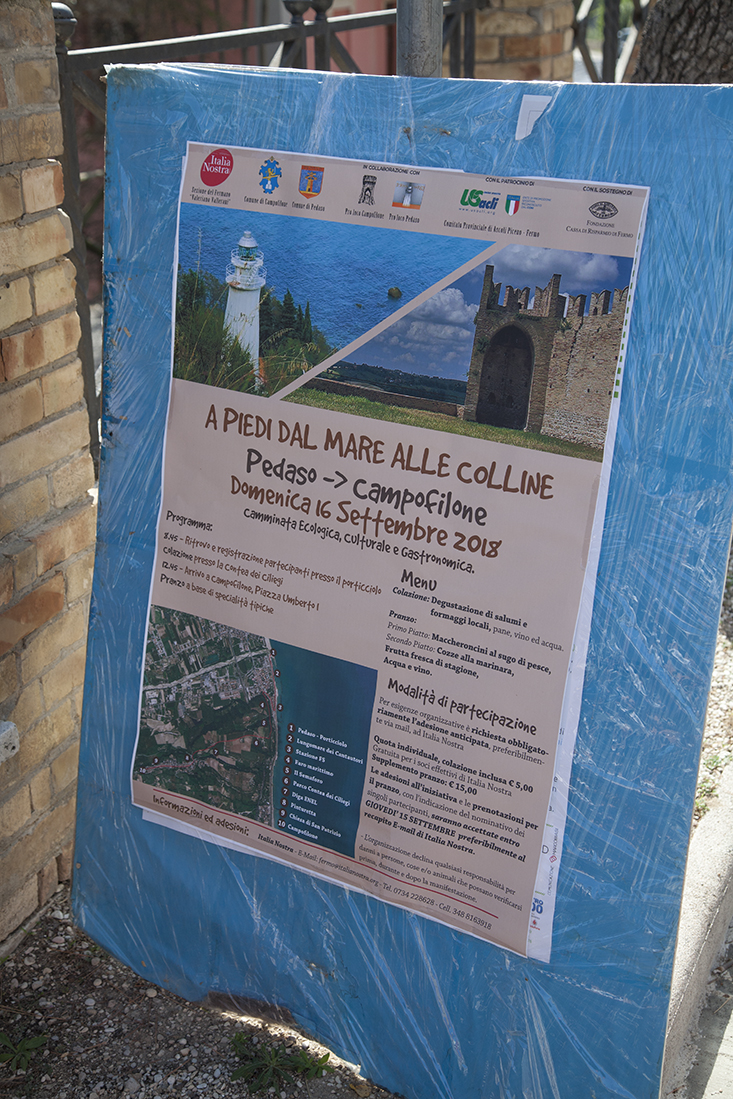 Italia
Nostra
Sezione del Fermano
"Valeriana Vallerani"
Comune di Campofilone
Comune di Pedaso
IN COLLABORAZIONE CON
Pro loco Campofilone
Pro loco Pedaso
CON IL PATROCINIO DI
US acli
Comitato Provinciale di Ascoli Piceno - Fermo
CON IL SOSTEGNO DI
FONDAZIONE
CASSA DI RISPARMIO DI FERMO
A PIEDI DAL MARE ALLE COLLINE
Pedaso -> Campofilone
Domenica 16 Settembre 2018
Camminata Ecologica, Culturale e Gastronomica.
Programma:
8.45 - Ritrovo e registrazione partecipanti presso il porticciolo
colazione presso la Contea dei ciliegi
12.45 - Arrivo a Campofilone, Piazza Umberto I
Pranzo a base di specialità tipiche
Menu
Colazione: Degustazione di salumi e
formaggi locali, pane, vino ed acqua.
Pranzo:
Primo Piatto: Maccheroncini al sugo di pesce,
Secondo Piatto: Cozze alla marinara,
Frutta fresca di stagione,
Acqua e vino.
Modalità di partecipazione
Per esigenze organizzative è richiesta obbligato-
riamente l'adesione anticipata, preferibilmen-
te via mail, ad Italia Nostra
Quota individuale, colazione inclusa € 5,00
Gratuita per i soci effettivi di Italia Nostra
Supplemento pranzo: € 15,00
Le adesioni all'iniziativa e le prenotazioni per
il pranzo, con l'indicazione del nominativo dei
singoli partecipanti, saranno accettate entro
GIOVEDI' 15 SETTEMBRE preferibilmente al
recapito E-mail di Italia Nostra.
- L'organizzazione declina qualsiasi responsabilità per
danni a persone, cose e/o animali che possano verificarsi
prima, durante e dopo la manifestazione.
1 Pedaso - Porticciolo
2 Lungomare dei Cantautori
3 Stazione FS
4 Faro marittimo
5 Il Semaforo
6 Parco Contea dei Ciliegi
7 Diga ENEL
8 Pintoretta
9 Chiesa di San Patrizio
10 Campofilone
Informazioni ed adesioni:
Italia Nostra - E-Mail: fermo@italianostra.org - Tel. 0734 228628 - Cell. 348 8163918